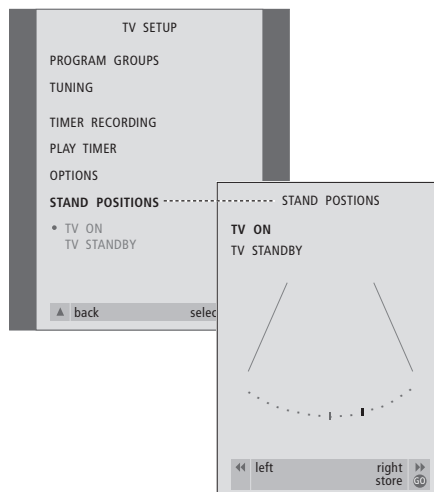 TV SETUP
PROGRAM GROUPS
TUNING
TIMER RECORDING
PLAY TIMER
OPTIONS
STAND POSITIONS
• TV ON
TV STANDBY
back selec
STAND POSTIONS
TV ON
TV STANDBY
left right
store GO